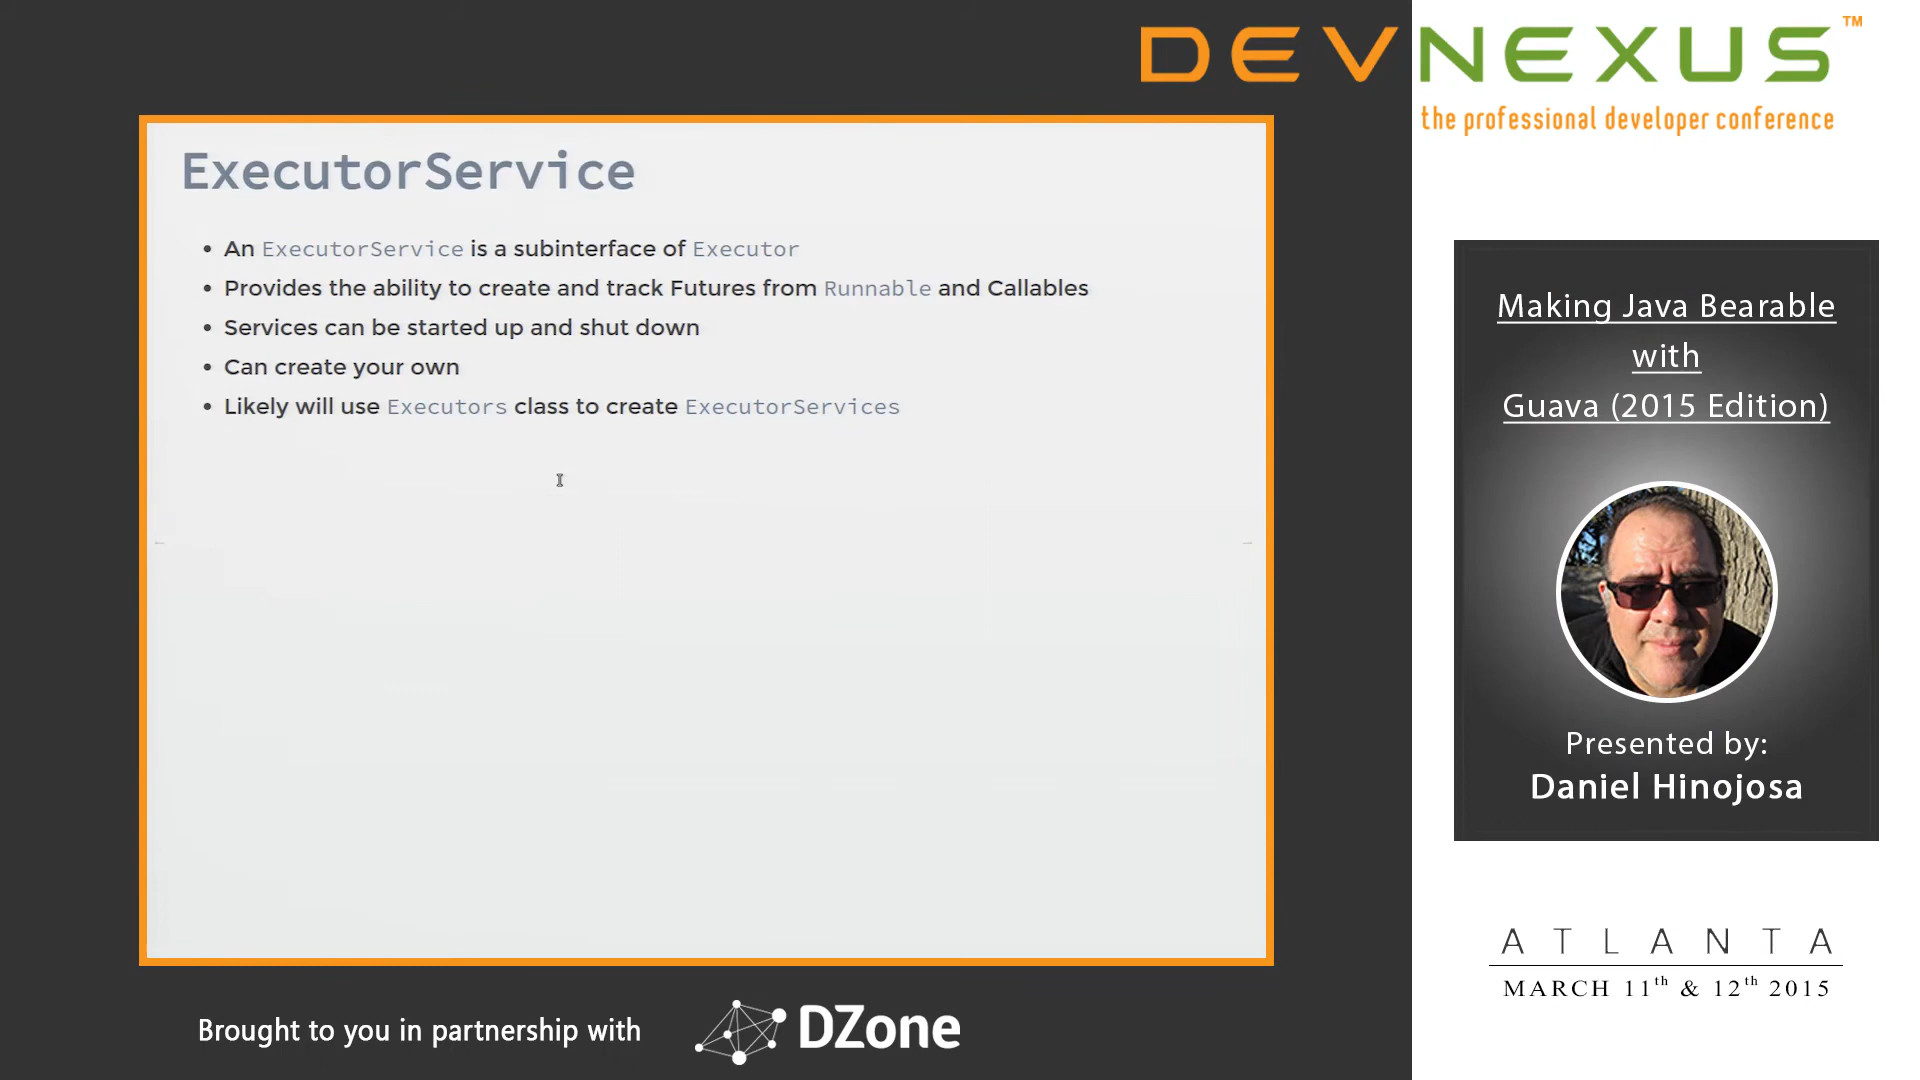 DEVNEXUS™
the professional developer conference
ExecutorService
• An ExecutorService is a subinterface of Executor
• Provides the ability to create and track Futures from Runnable and Callables
• Services can be started up and shut down
• Can create your own
• Likely will use Executors class to create ExecutorServices
Making Java Bearable
with
Guava (2015 Edition)
Presented by:
Daniel Hinojosa
ATLANTA
MARCH 11th & 12th 2015
Brought to you in partnership with
DZone